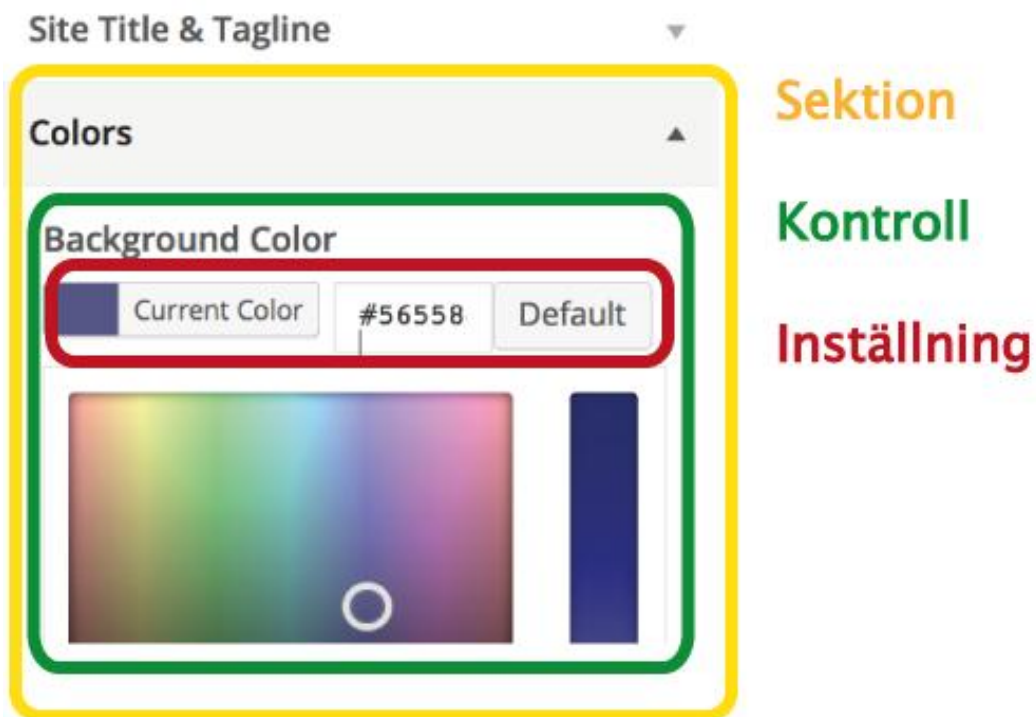 Site Title & Tagline
Sektion
Colors
Kontroll
Background Color
Current Color #56558 Default
Inställning